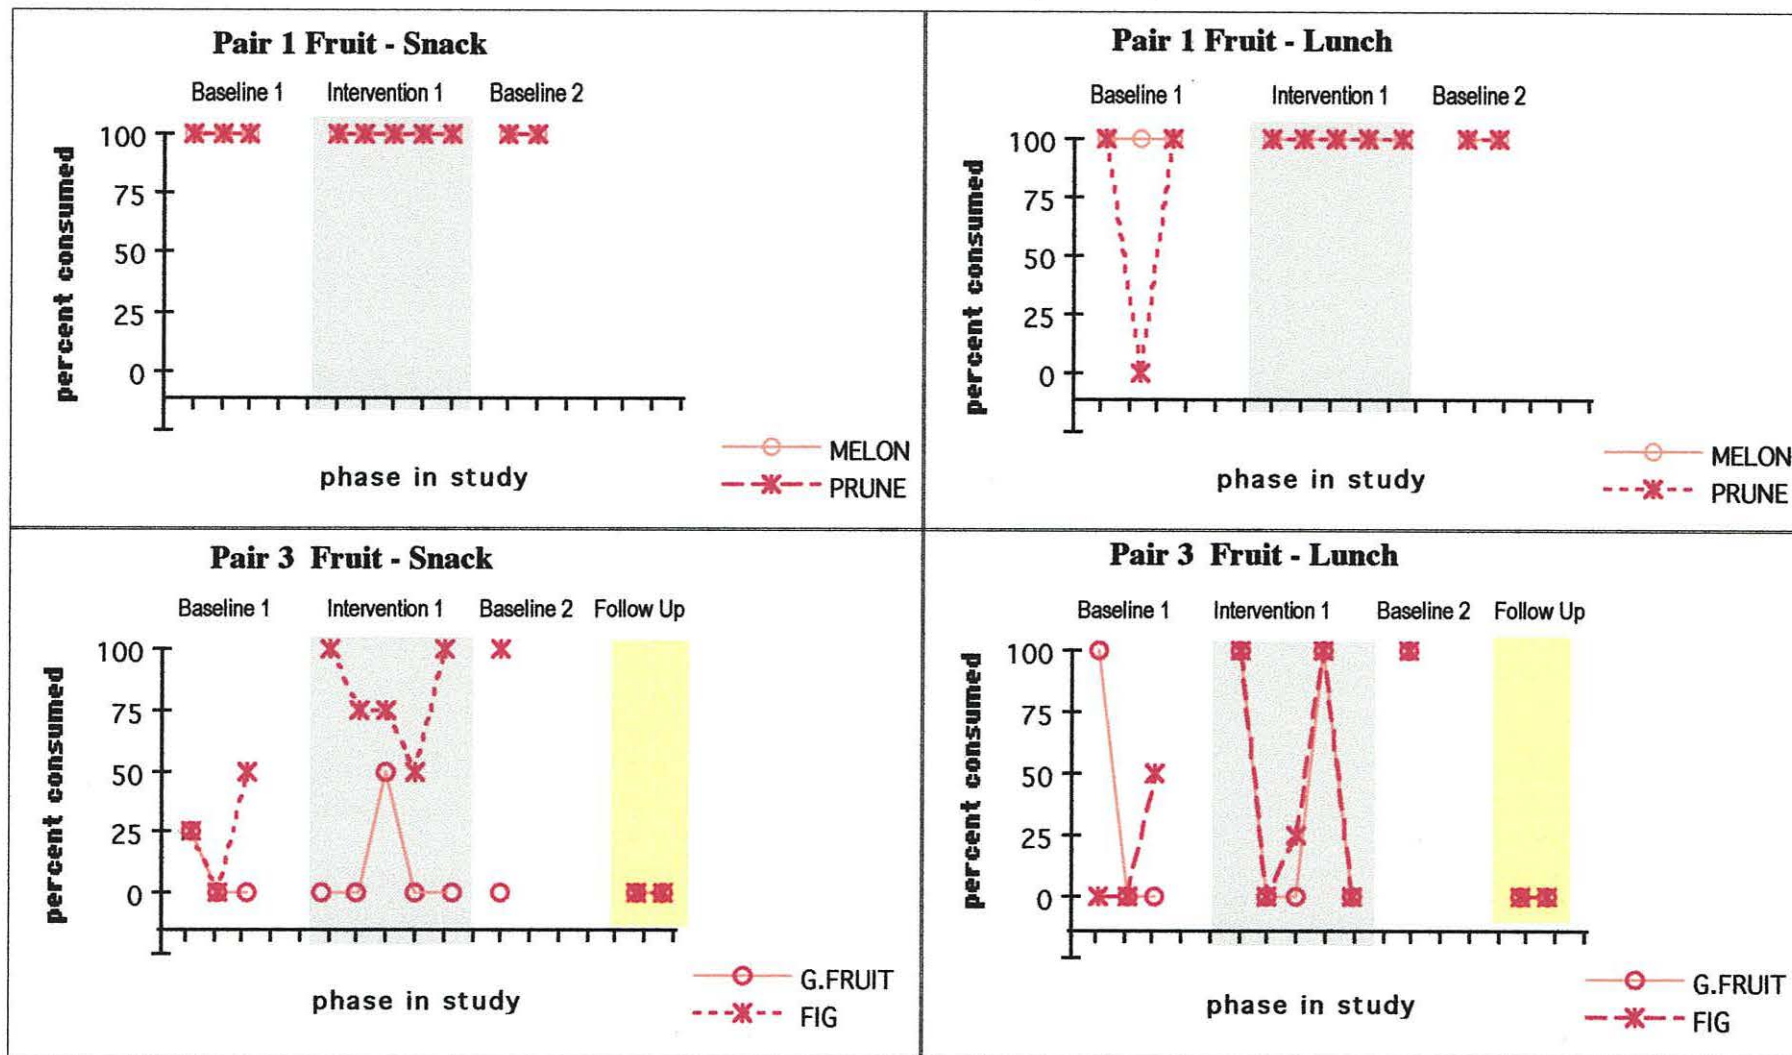 Pair 1 Fruit - Snack
Baseline 1 Intervention 1 Baseline 2
100
75
50
25
0
percent consumed
phase in study
MELON
PRUNE
Pair 1 Fruit - Lunch
Baseline 1 Intervention 1 Baseline 2
100
75
50
25
0
percent consumed
phase in study
MELON
PRUNE
Pair 3 Fruit - Snack
Baseline 1 Intervention 1 Baseline 2 Follow Up
100
75
50
25
0
percent consumed
phase in study
G.FRUIT
FIG
Pair 3 Fruit - Lunch
Baseline 1 Intervention 1 Baseline 2 Follow Up
100
75
50
25
0
percent consumed
phase in study
G.FRUIT
FIG